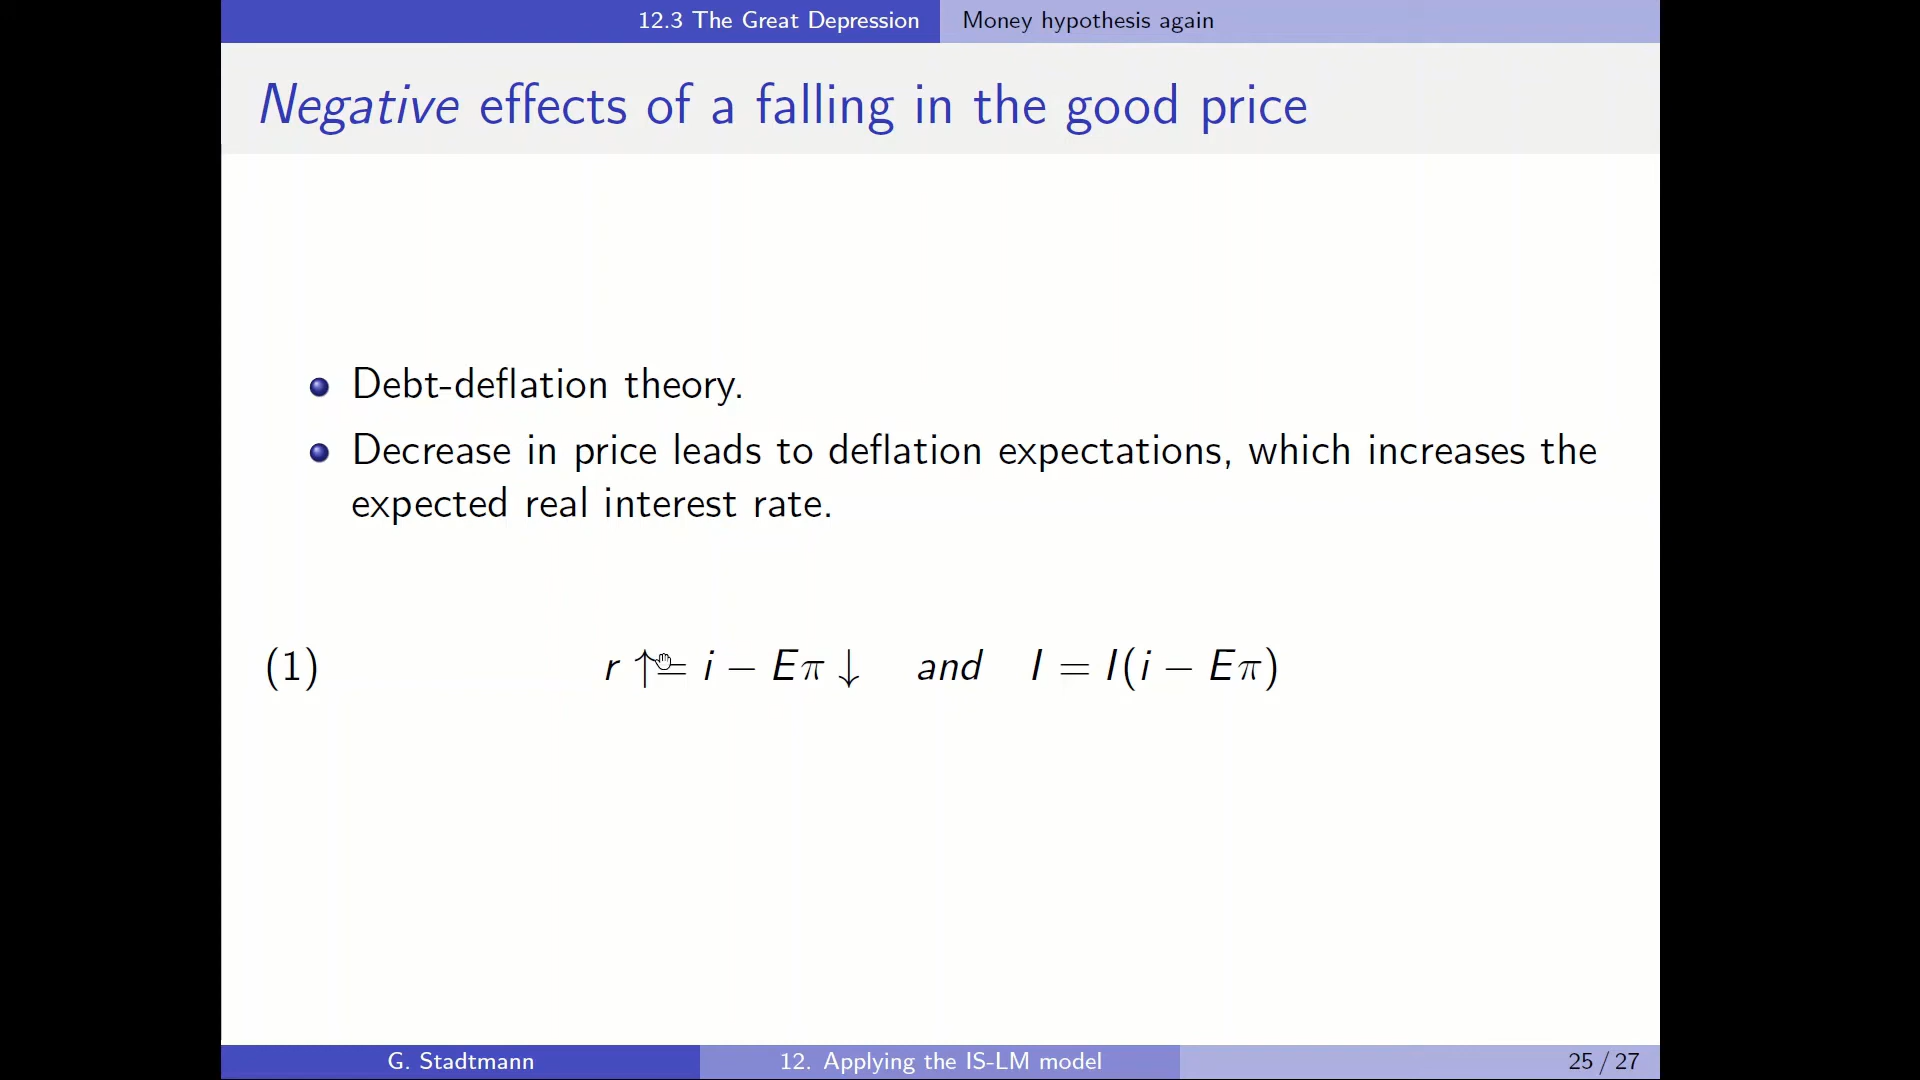 12.3 The Great Depression Money hypothesis again
Negative effects of a falling in the good price
Debt-deflation theory.
Decrease in price leads to deflation expectations, which increases the
expected real interest rate.
(1) r ↑= i − Eπ ↓ and I = I(i − Eπ)
G. Stadtmann 12. Applying the IS-LM model 25 / 27